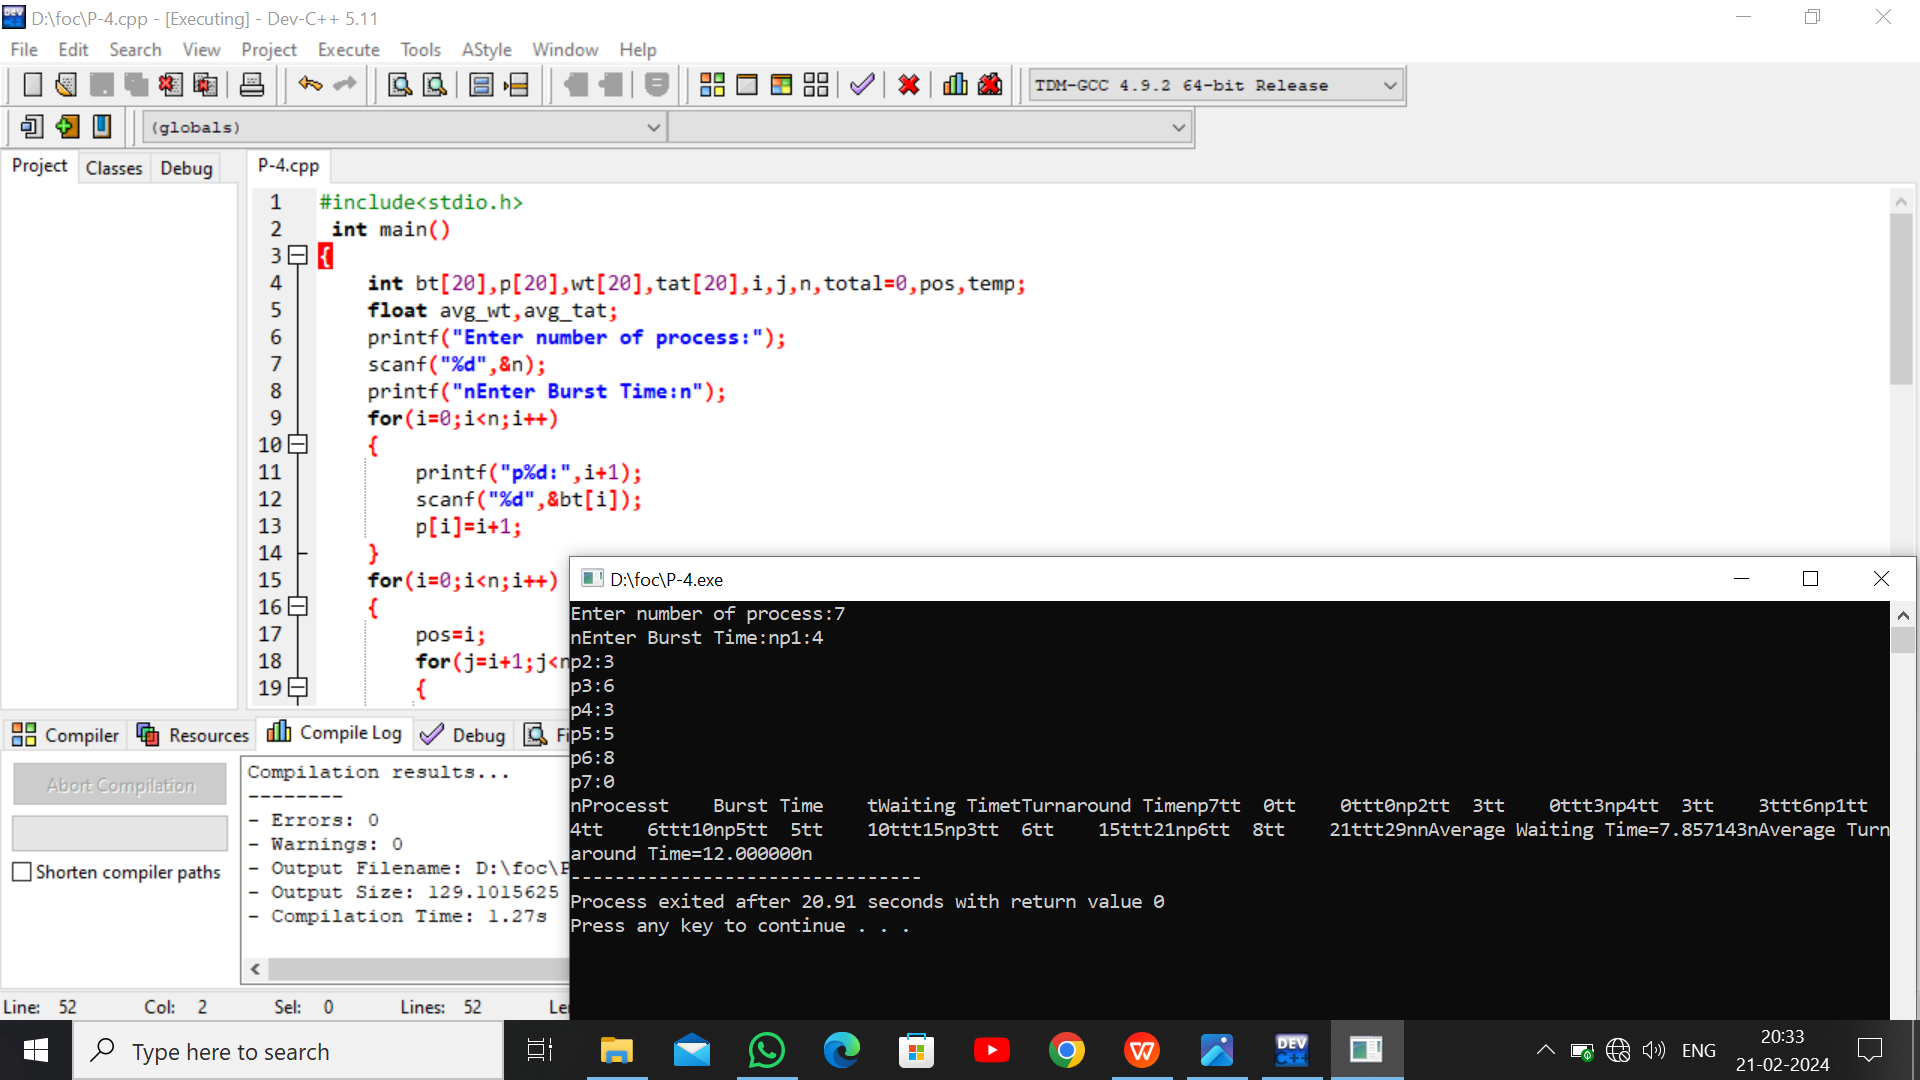 D:\foc\P-4.cpp - [Executing] - Dev-C++ 5.11
File Edit Search View Project Execute Tools AStyle Window Help
TDM-GCC 4.9.2 64-bit Release
(globals)
Project Classes Debug P-4.cpp
1 #include<stdio.h>
2 int main()
3 {
4 int bt[20],p[20],wt[20],tat[20],i,j,n,total=0,pos,temp;
5 float avg_wt,avg_tat;
6 printf("Enter number of process:");
7 scanf("%d",&n);
8 printf("nEnter Burst Time:n");
9 for(i=0;i<n;i++)
10 {
11 printf("p%d:",i+1);
12 scanf("%d",&bt[i]);
13 p[i]=i+1;
14 }
15 for(i=0;i<n;i++)
16 {
17 pos=i;
18 for(j=i+1;j<n
19 {
D:\foc\P-4.exe
Enter number of process:7
nEnter Burst Time:np1:4
p2:3
p3:6
p4:3
p5:5
p6:8
p7:0
nProcesst    Burst Time    tWaiting TimetTurnaround Timenp7tt  0tt    0ttt0np2tt  3tt    0ttt3np4tt  3tt    3ttt6np1tt
4tt    6ttt10np5tt  5tt    10ttt15np3tt  6tt    15ttt21np6tt  8tt    21ttt29nnAverage Waiting Time=7.857143nAverage Turn
around Time=12.000000n
--------------------------------
Process exited after 20.91 seconds with return value 0
Press any key to continue . . .
Compiler Resources Compile Log Debug Fi
Abort Compilation
Shorten compiler paths
Compilation results...
--------
- Errors: 0
- Warnings: 0
- Output Filename: D:\foc\P
- Output Size: 129.1015625
- Compilation Time: 1.27s
Line: 52 Col: 2 Sel: 0 Lines: 52 Le
Type here to search
DEV C++
ENG
20:33
21-02-2024